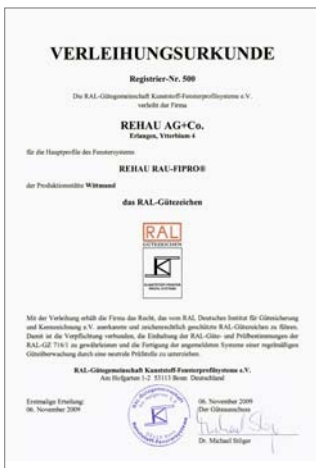 VERLEIHUNGSURKUNDE
Registrier-Nr. 500
Die RAL-Gütegemeinschaft Kunststoff-Fensterprofilsysteme e.V.
verleiht der Firma
REHAU AG+Co.
Erlangen, Ytterbium 4
für die Hauptprofile des Fenstersystems
REHAU RAU-FIPRO®
der Produktionsstätte Wittmund
das RAL-Gütezeichen
RAL
GÜTEZEICHEN
KUNSTSTOFF-FENSTER
PROFILSYSTEME
Mit der Verleihung erhält die Firma das Recht, das vom RAL Deutsches Institut für Gütesicherung
und Kennzeichnung e.V. anerkannte und zeichenrechtlich geschützte RAL-Gütezeichen zu führen.
Damit ist die Verpflichtung verbunden, die Einhaltung der RAL-Güte- und Prüfbestimmungen der
RAL-GZ 716/1 zu gewährleisten und die Fertigung der angemeldeten Systeme einer regelmäßigen
Güteüberwachung durch eine neutrale Prüfstelle zu unterziehen.
RAL-Gütegemeinschaft Kunststoff-Fensterprofilsysteme e.V.
Am Hofgarten 1-2 53113 Bonn Deutschland
Erstmalige Erteilung:
06. November 2009
06. November 2009
Der Güteausschuss
Dr. Michael Stöger